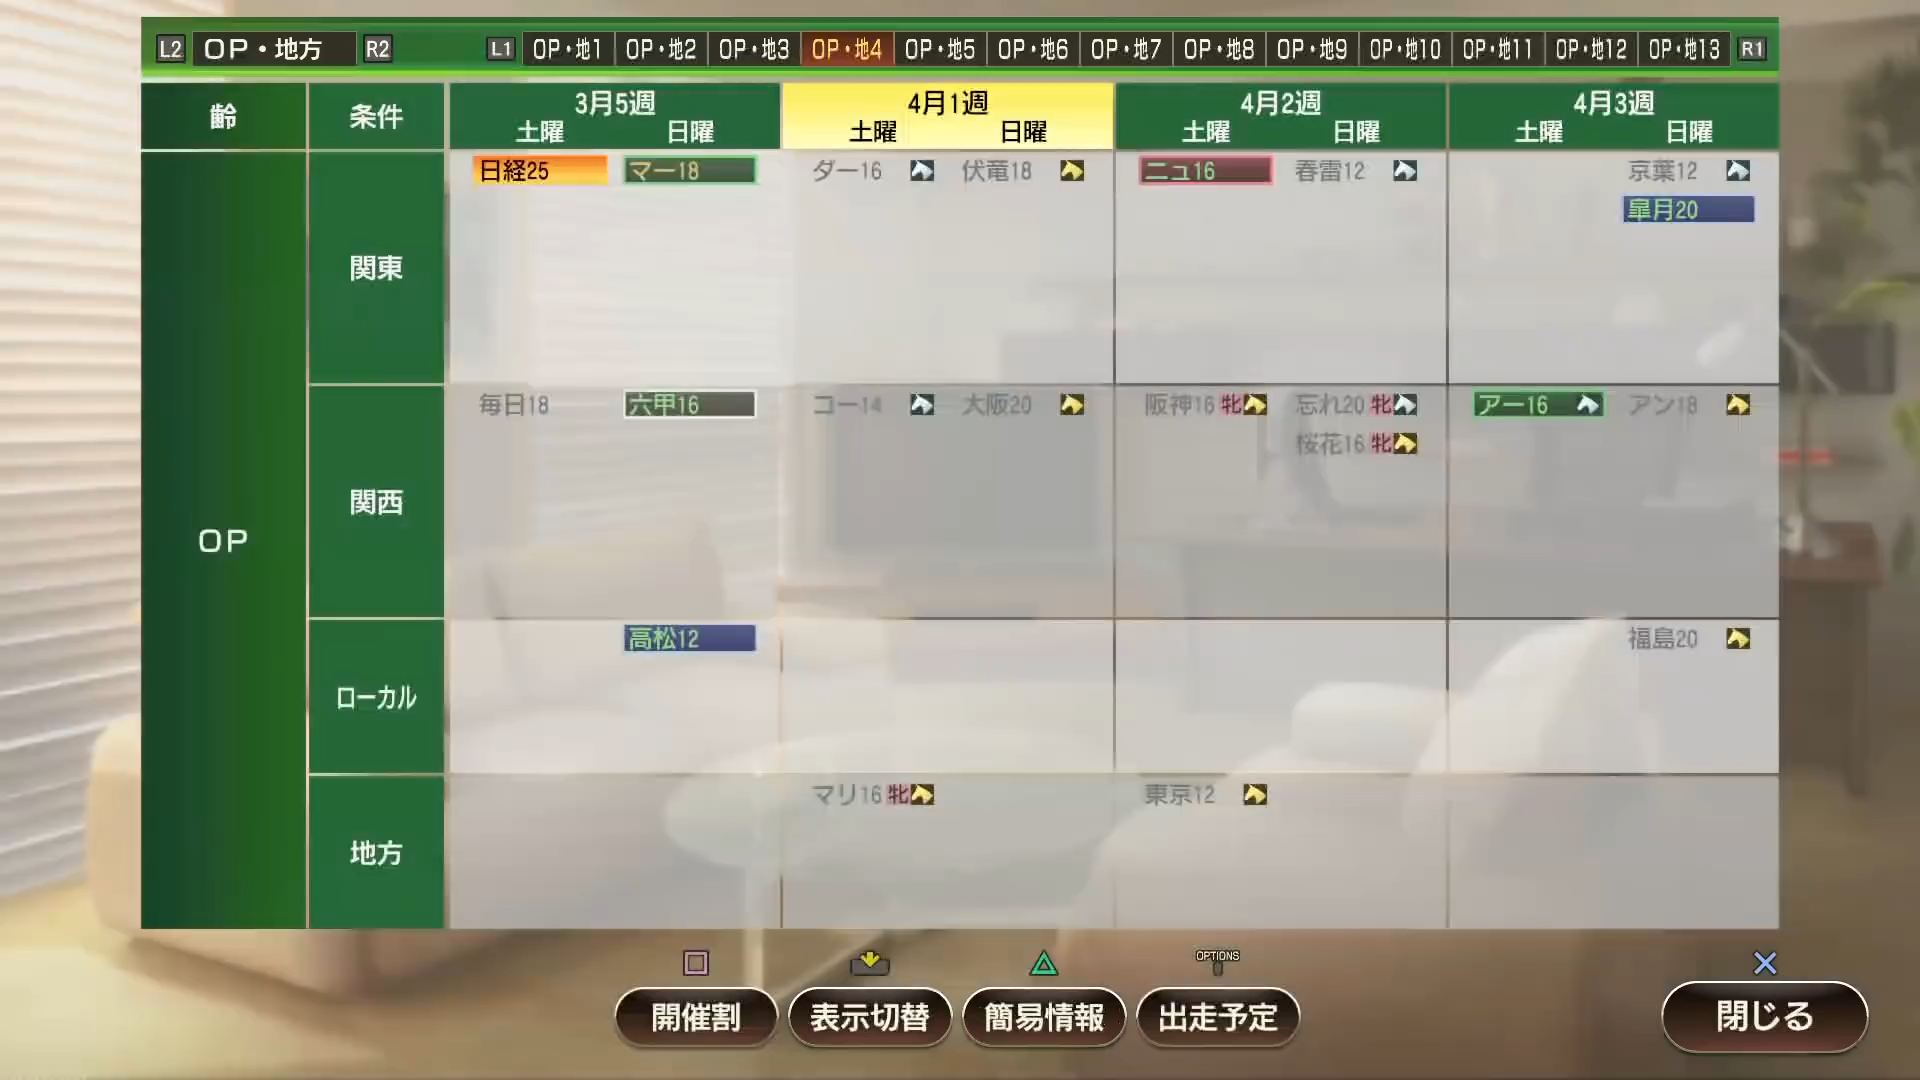 L2 OP・地方 R2 L1 OP・地1 OP・地2 OP・地3 OP・地4 OP・地5 OP・地6 OP・地7 OP・地8 OP・地9 OP・地10 OP・地11 OP・地12 OP・地13 R1
齢 条件 3月5週 4月1週 4月2週 4月3週
土曜 日曜 土曜 日曜 土曜 日曜 土曜 日曜
OP
関東
日経25 マー18 ダー16 伏竜18 ニュ16 春雷12 京葉12
皐月20
関西
毎日18 六甲16 コー14 大阪20 阪神16 牝 忘れ20 牝 アー16 アン18
桜花16 牝
ローカル
高松12 福島20
地方
マリ16 牝 東京12
OPTIONS
開催割 表示切替 簡易情報 出走予定 閉じる